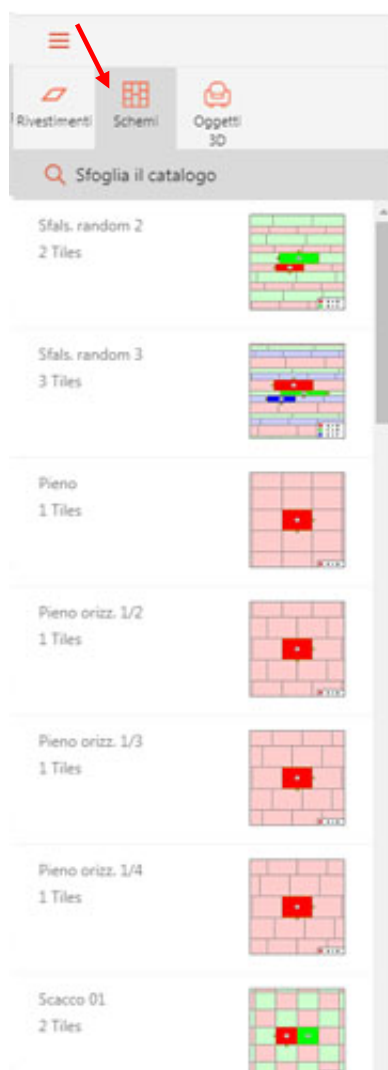 Rivestimenti
Schemi
Oggetti
3D
Sfoglia il catalogo
Sfals. random 2
2 Tiles
Sfals. random 3
3 Tiles
Pieno
1 Tiles
Pieno orizz. 1/2
1 Tiles
Pieno orizz. 1/3
1 Tiles
Pieno orizz. 1/4
1 Tiles
Scacco 01
2 Tiles